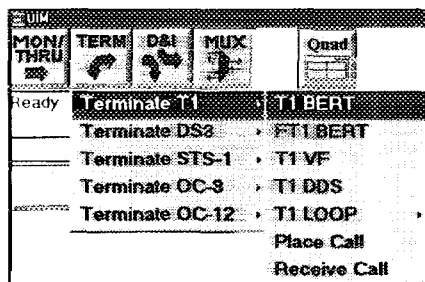 UIM
MON/ THRU TERM D&I MUX Quad
Ready
Terminate T1
Terminate DS3
Terminate STS-1
Terminate OC-3
Terminate OC-12
T1 BERT
FT1 BERT
T1 VF
T1 DDS
T1 LOOP
Place Call
Receive Call